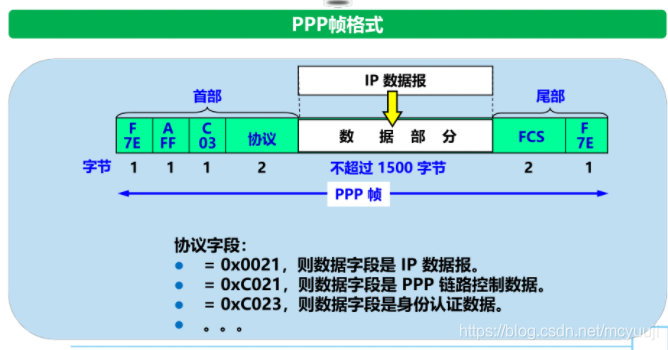 PPP帧格式
IP 数据报
首部
尾部
F 7E
A FF
C 03
协议
数 据 部 分
FCS
F 7E
字节 1 1 1 2 不超过 1500 字节 2 1
PPP 帧
协议字段：
● = 0x0021，则数据字段是 IP 数据报。
● = 0xC021，则数据字段是 PPP 链路控制数据。
● = 0xC023，则数据字段是身份认证数据。
● 。。。
https://blog.csdn.net/mcyuuji